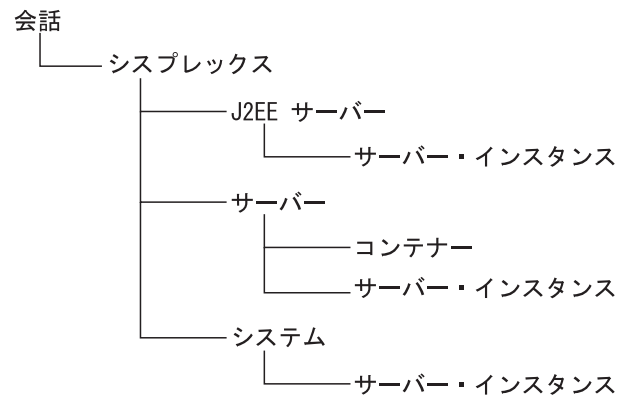 会話
シスプレックス
J2EE サーバー
サーバー・インスタンス
サーバー
コンテナー
サーバー・インスタンス
システム
サーバー・インスタンス